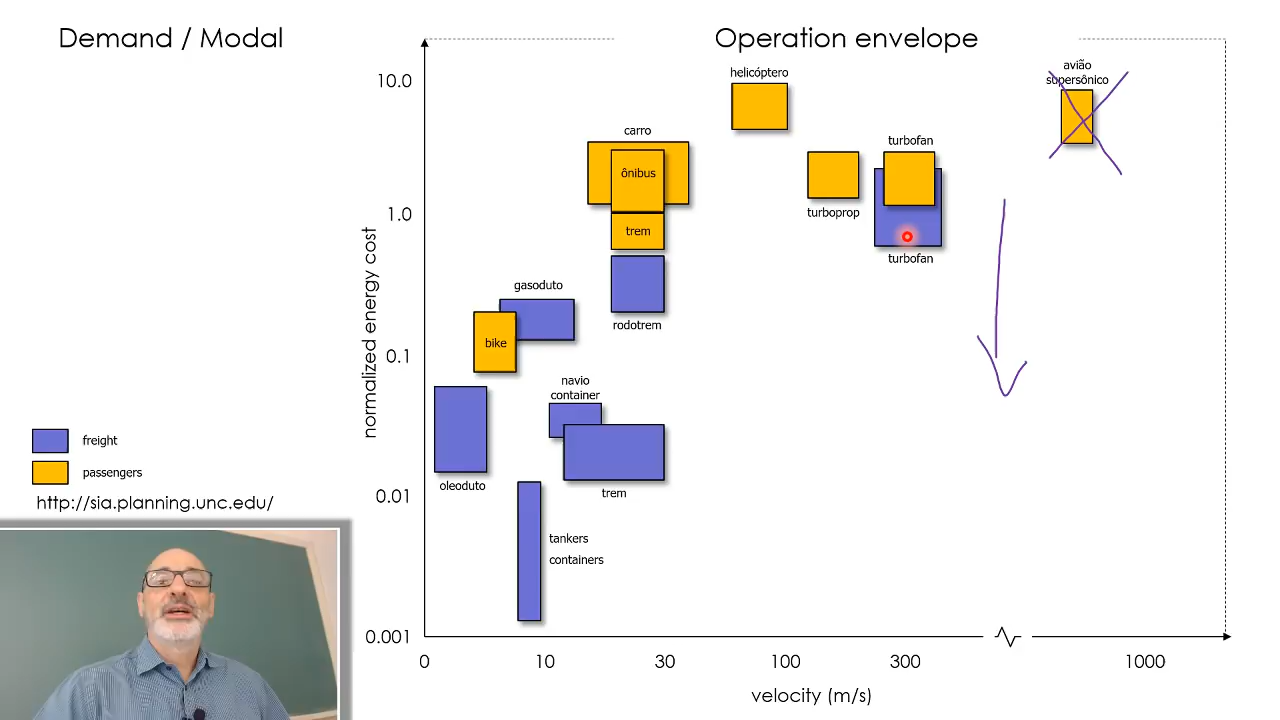 Demand / Modal
Operation envelope
normalized energy cost
10.0
1.0
0.1
0.01
0.001
helicóptero
avião
supersônico
carro
ônibus
trem
turbofan
turboprop
turbofan
rodotrem
gasoduto
bike
navio
container
oleoduto
trem
tankers
containers
freight
passengers
http://sia.planning.unc.edu/
0
10
30
100
300
1000
velocity (m/s)